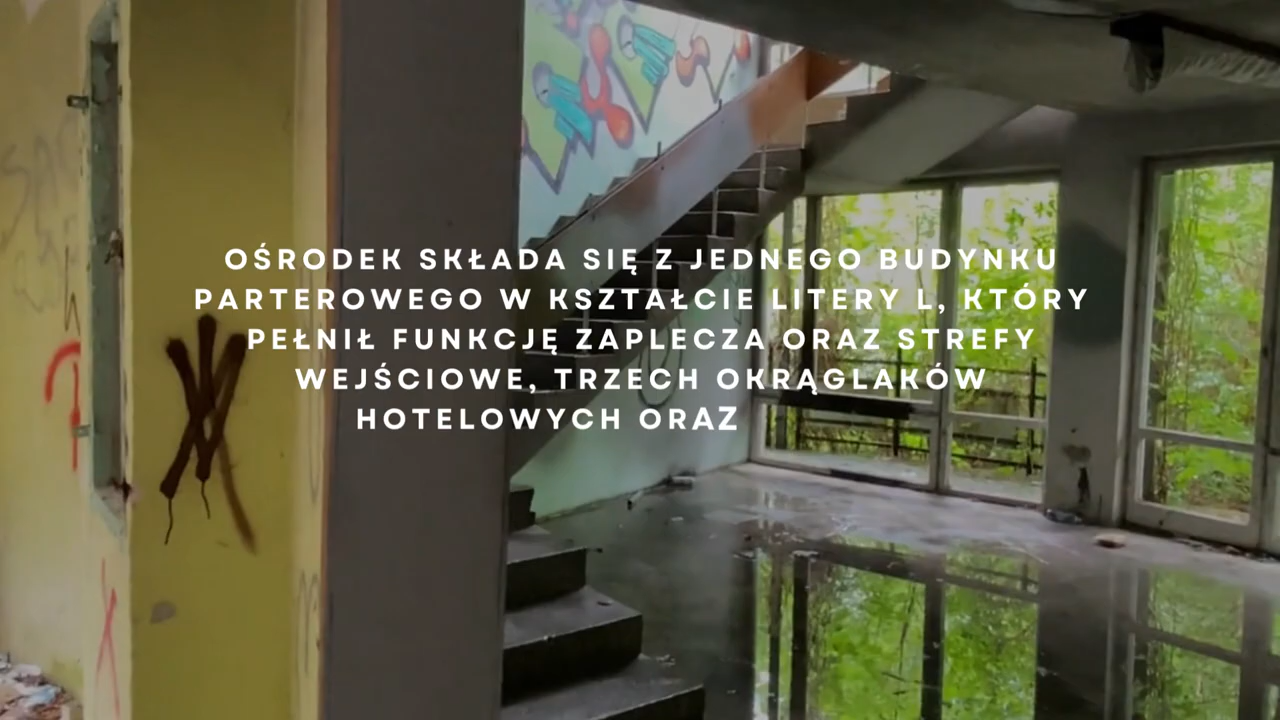 OŚRODEK SKŁADA SIĘ Z JEDNEGO BUDYNKU
PARTEROWEGO W KSZTAŁCIE LITERY L, KTÓRY
PEŁNIŁ FUNKCJĘ ZAPLECZA ORAZ STREFY
WEJŚCIOWE, TRZECH OKRĄGLAKÓW
HOTELOWYCH ORAZ